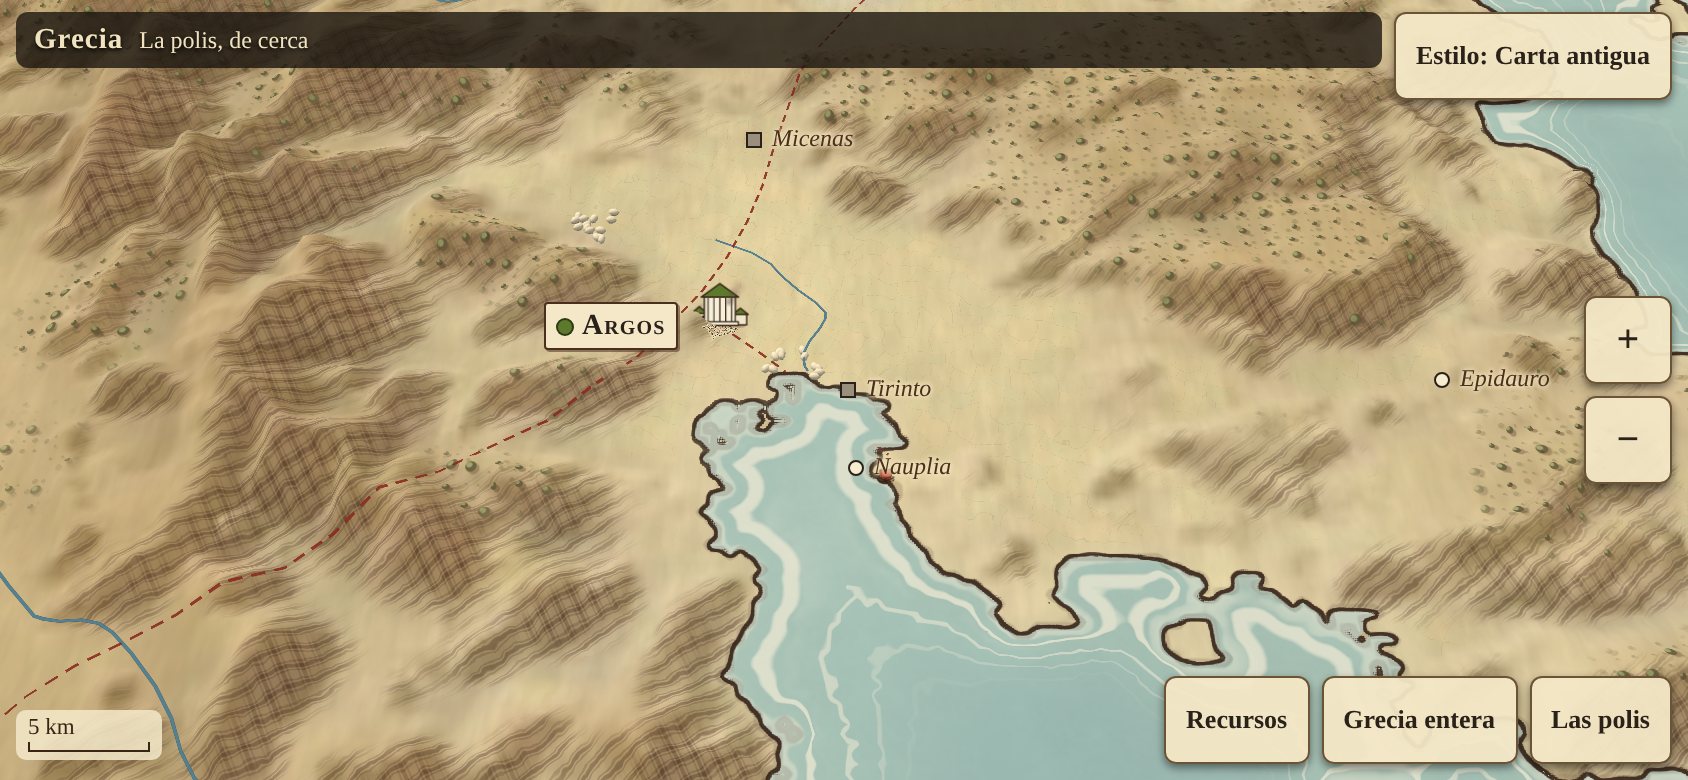 Grecia La polis, de cerca
Estilo: Carta antigua
Micenas
Argos
+
Epidauro
Tirinto
−
Nauplia
5 km
Recursos
Grecia entera
Las polis